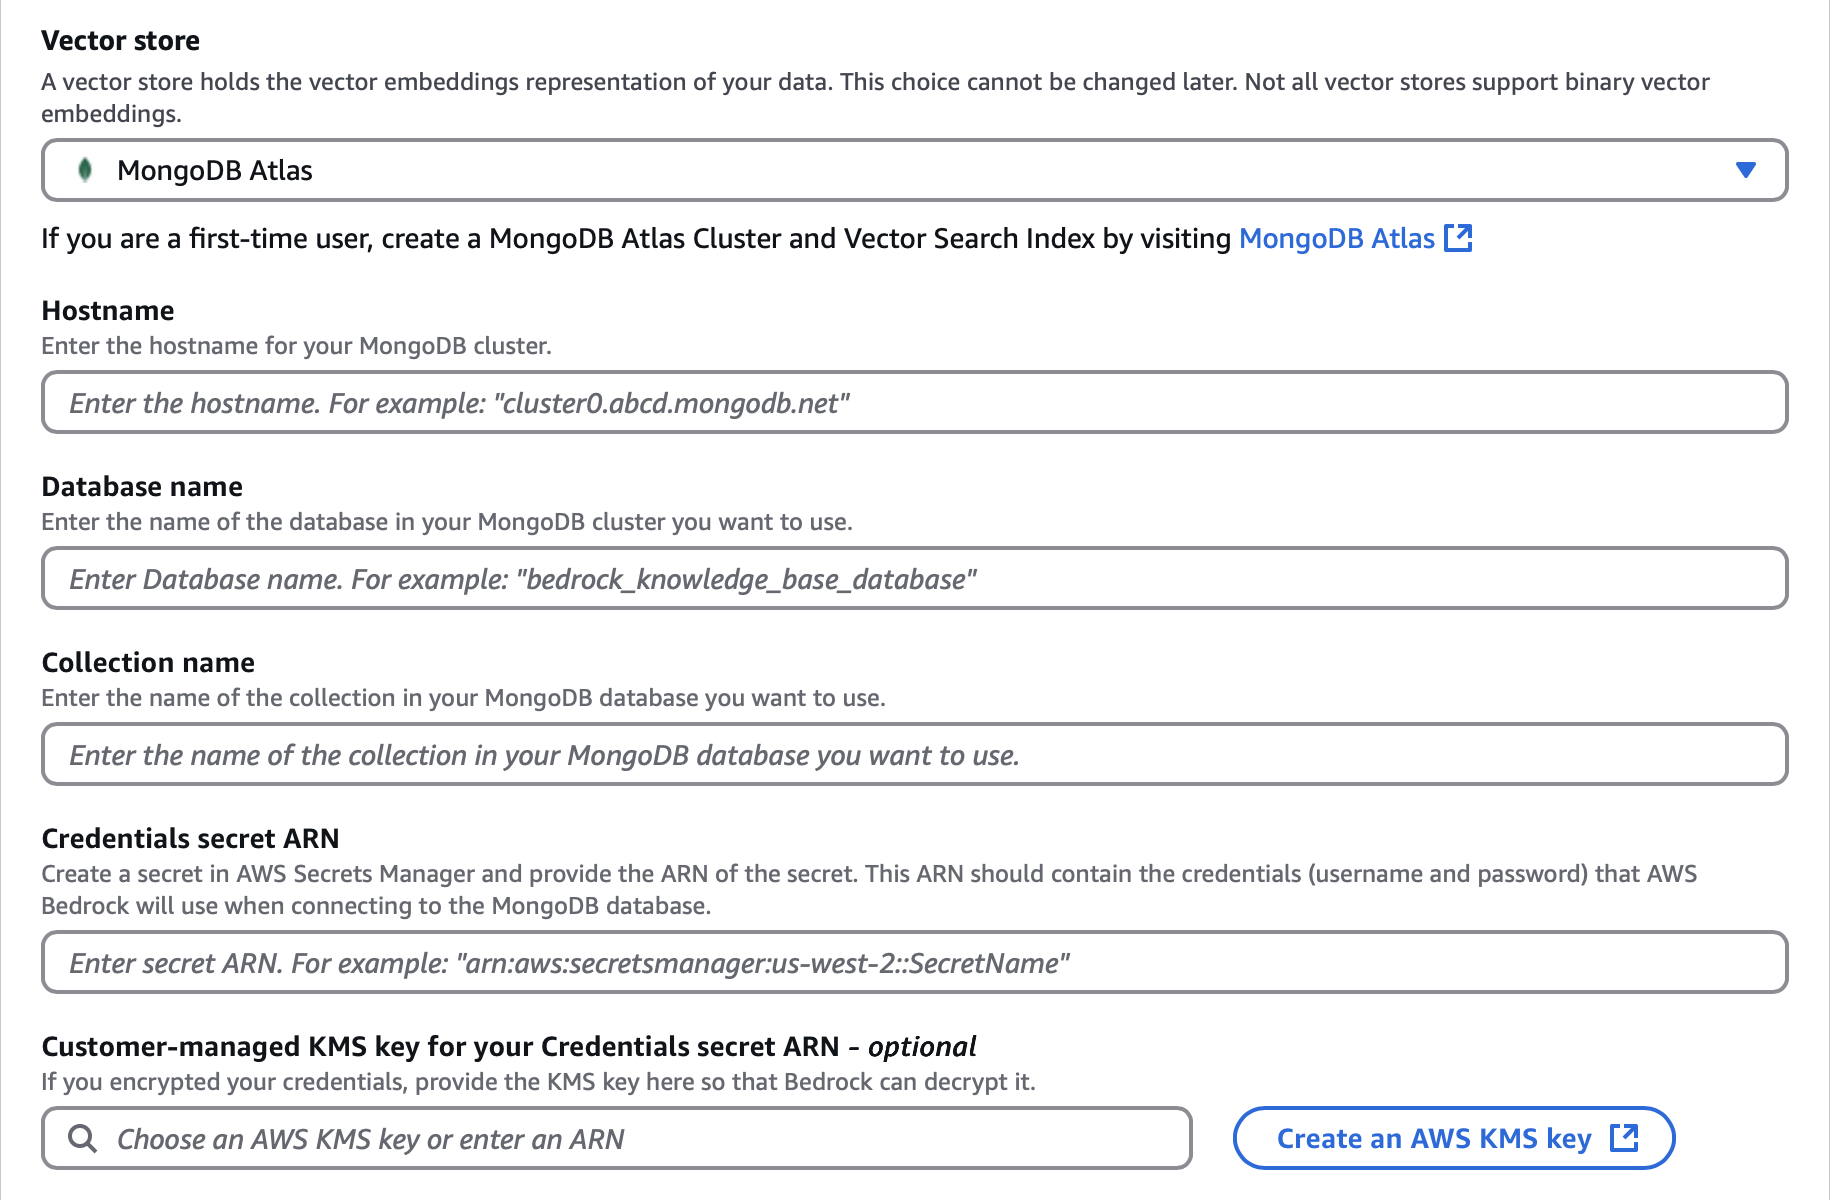 Vector store
A vector store holds the vector embeddings representation of your data. This choice cannot be changed later. Not all vector stores support binary vector
embeddings.
MongoDB Atlas
If you are a first-time user, create a MongoDB Atlas Cluster and Vector Search Index by visiting MongoDB Atlas
Hostname
Enter the hostname for your MongoDB cluster.
Enter the hostname. For example: "cluster0.abcd.mongodb.net"
Database name
Enter the name of the database in your MongoDB cluster you want to use.
Enter Database name. For example: "bedrock_knowledge_base_database"
Collection name
Enter the name of the collection in your MongoDB database you want to use.
Enter the name of the collection in your MongoDB database you want to use.
Credentials secret ARN
Create a secret in AWS Secrets Manager and provide the ARN of the secret. This ARN should contain the credentials (username and password) that AWS
Bedrock will use when connecting to the MongoDB database.
Enter secret ARN. For example: "arn:aws:secretsmanager:us-west-2::SecretName"
Customer-managed KMS key for your Credentials secret ARN - optional
If you encrypted your credentials, provide the KMS key here so that Bedrock can decrypt it.
Choose an AWS KMS key or enter an ARN
Create an AWS KMS key